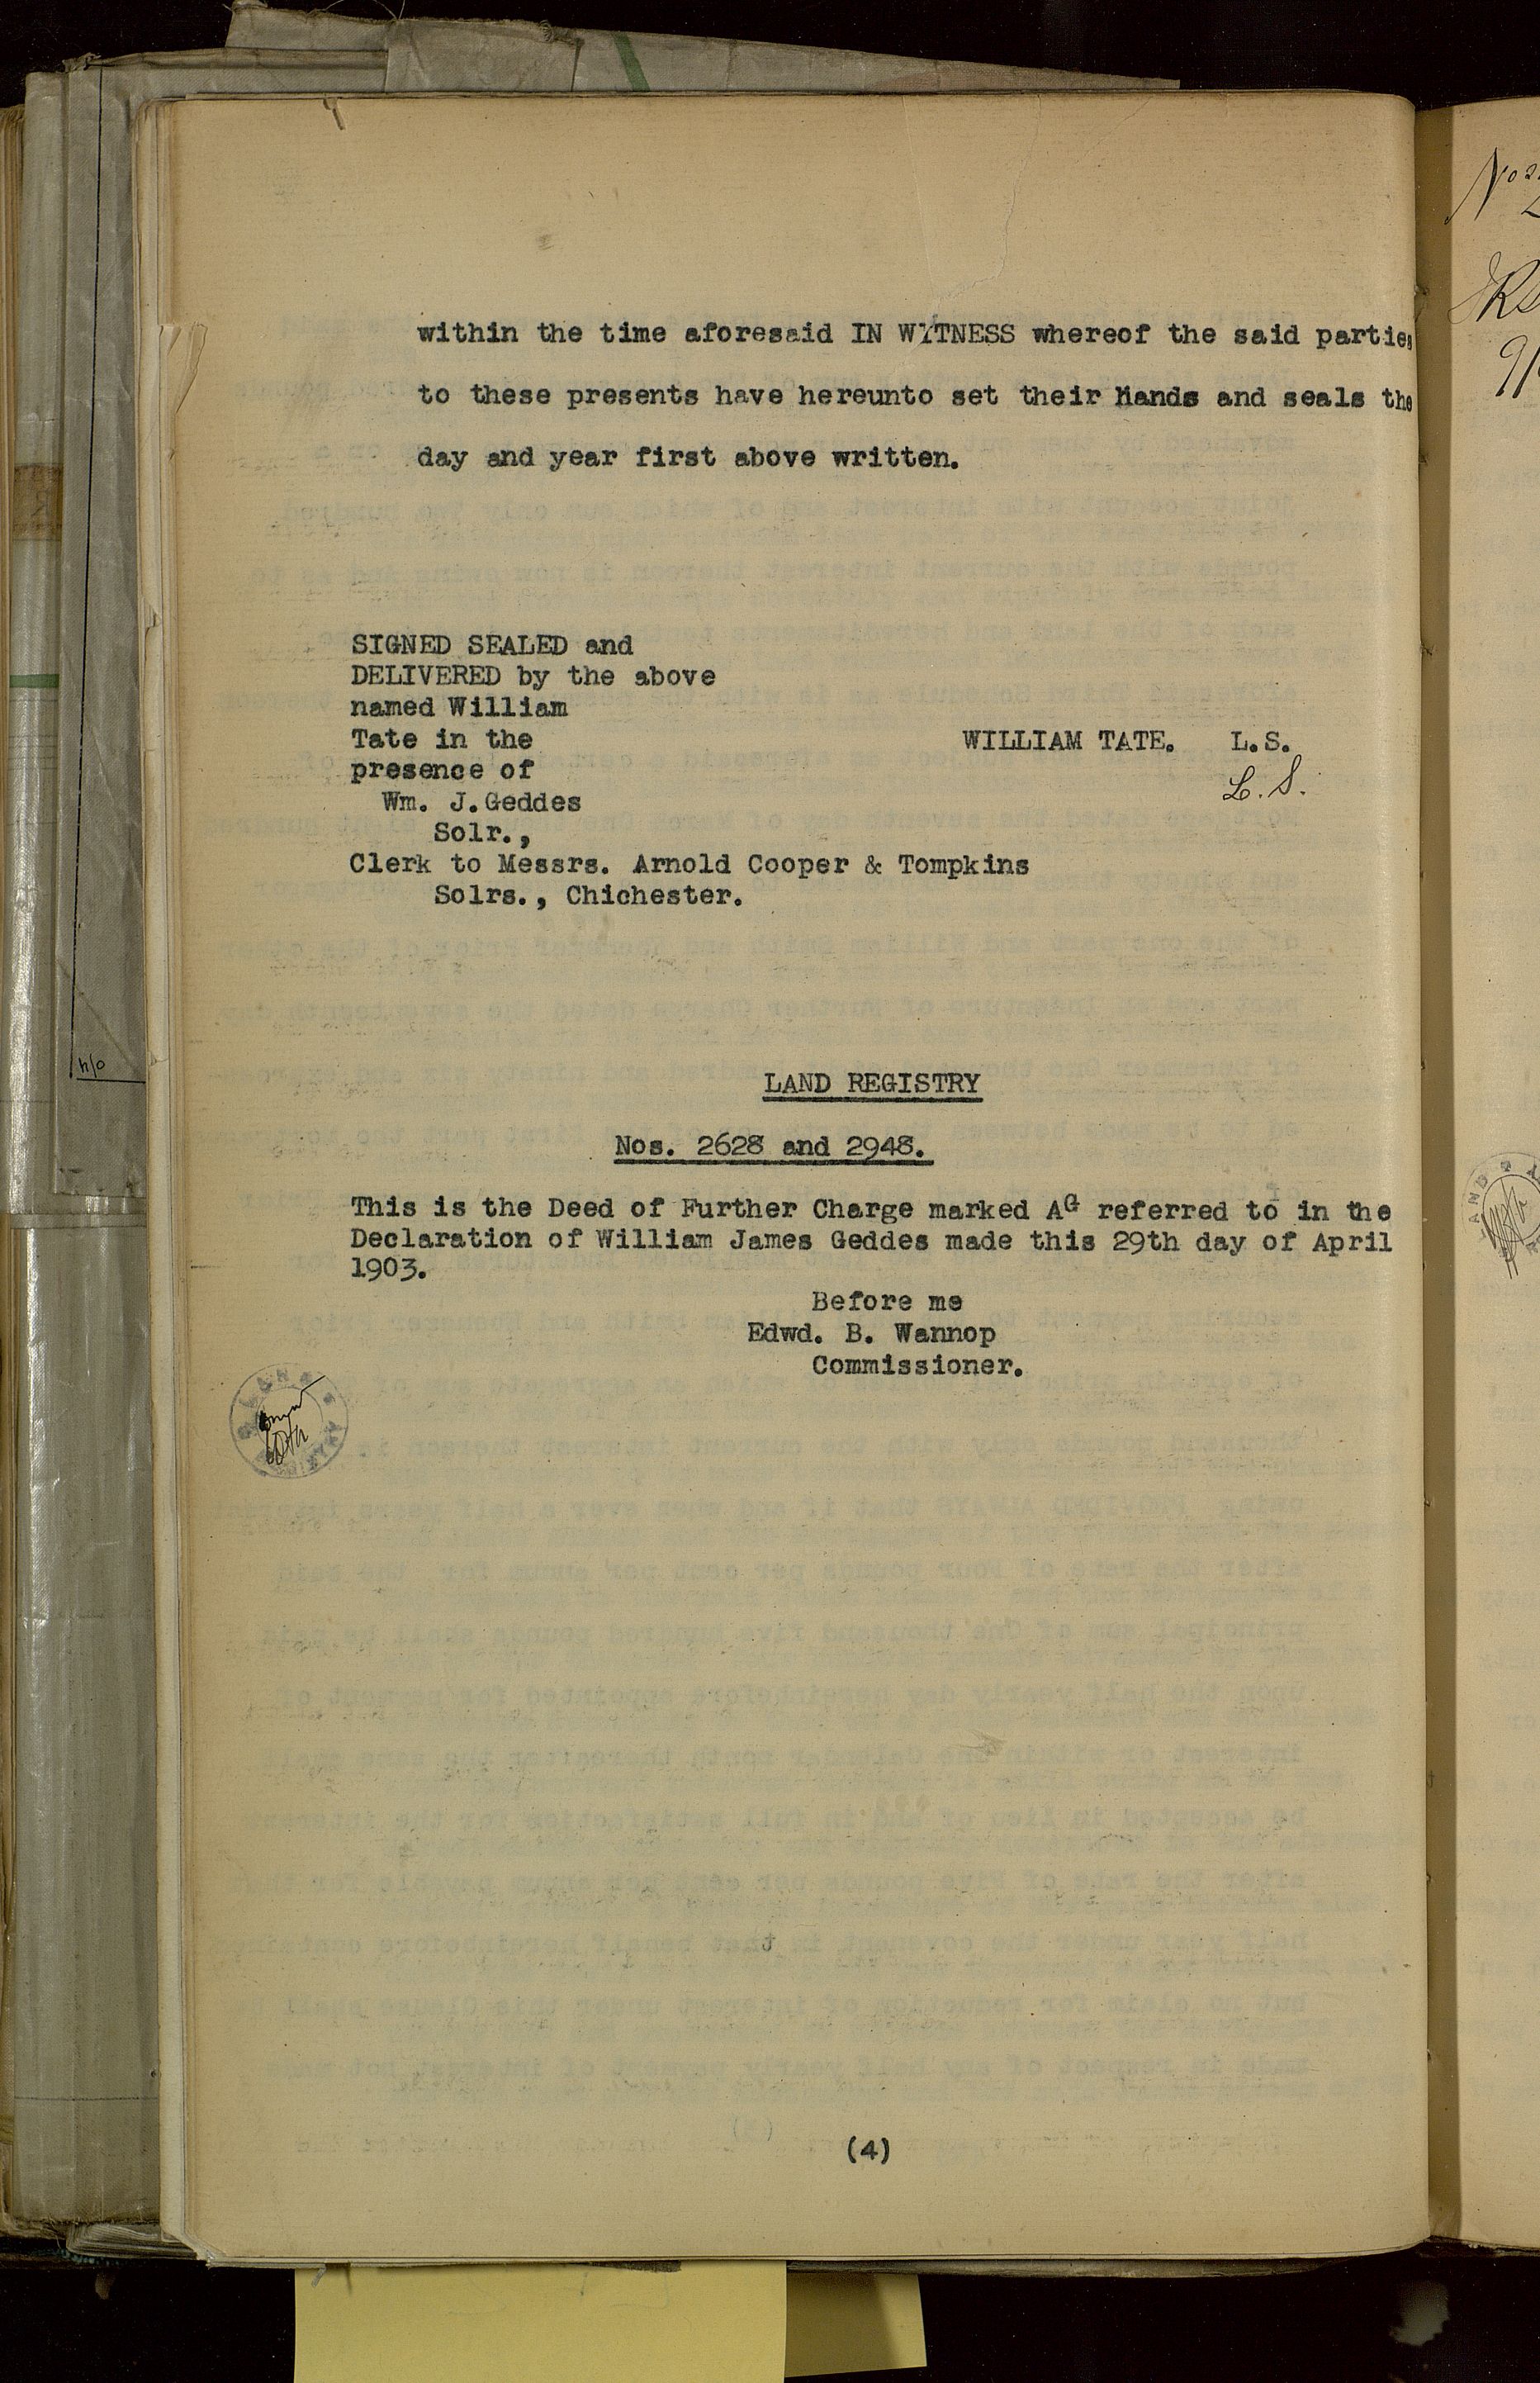 within the time aforesaid IN WITNESS whereof the said parties
to these presents have hereunto set their Hands and seals the
day and year first above written.
SIGNED SEALED and
DELIVERED by the above
named William
Tate in the
presence of
WILLIAM TATE. L.S.
L.S.
Wm. J. Geddes
Solr.,
Clerk to Messrs. Arnold Cooper & Tompkins
Solrs., Chichester.
LAND REGISTRY
Nos. 2628 and 2948.
This is the Deed of Further Charge marked AG referred to in the
Declaration of William James Geddes made this 29th day of April
1903.
Before me
Edwd. B. Wannop
Commissioner.
(4)